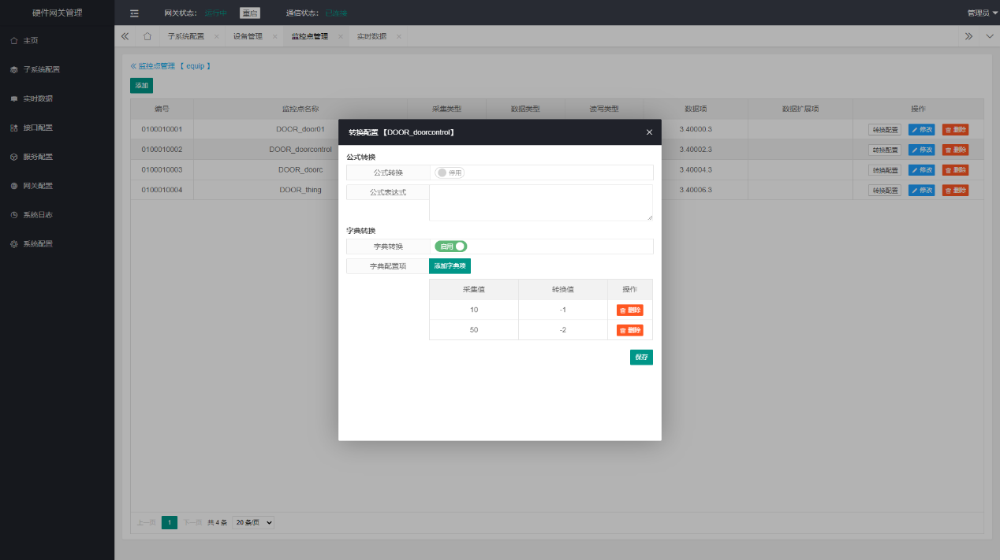 硬件网关管理
网关状态： 运行中 重启 通信状态： 已连接 管理员
主页
子系统配置
实时数据
接口配置
服务配置
网关配置
系统日志
系统配置
子系统配置 设备管理 监控点管理 实时数据
监控点管理 【 equip 】
添加
编号 监控点名称 采集类型 数据类型 读写类型 数据项 数据扩展项 操作
0100010001 DOOR_door01 3.40000.3 转换配置 修改 删除
0100010002 DOOR_doorcontrol 3.40002.3 转换配置 修改 删除
0100010003 DOOR_doorc 3.40004.3 转换配置 修改 删除
0100010004 DOOR_thing 3.40006.3 转换配置 修改 删除
转换配置 【DOOR_doorcontrol】
公式转换
公式转换 停用
公式表达式
字典转换
字典转换 启用
字典配置项 添加字典项
采集值 转换值 操作
10 -1 删除
50 -2 删除
保存
上一页 1 下一页 共 4 条 20 条/页